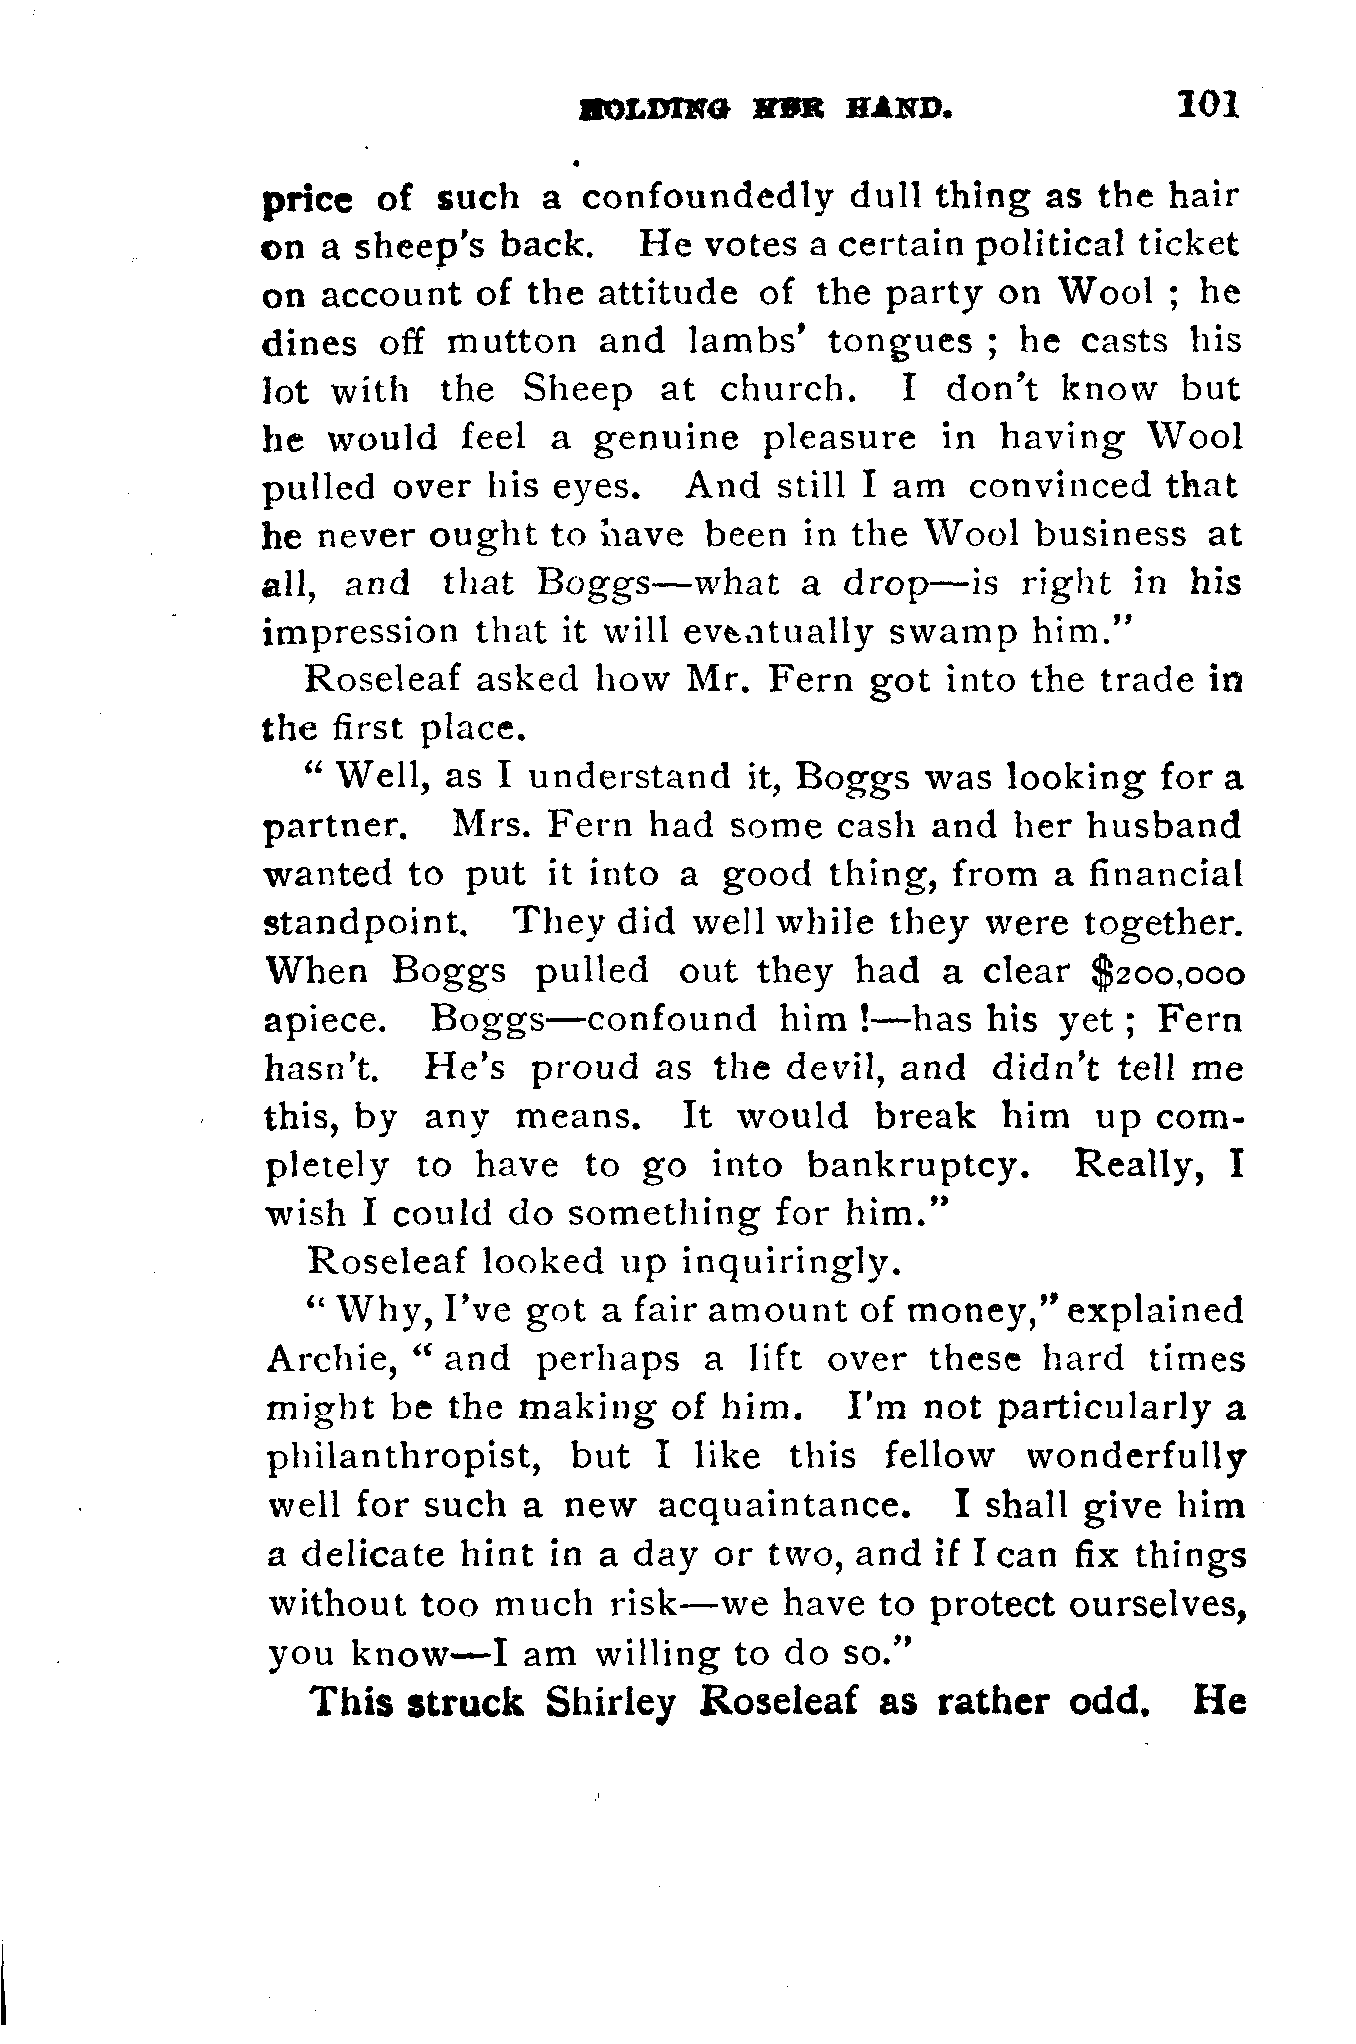 HOLDING HER HAND. 101
price of such a confoundedly dull thing as the hair
on a sheep's back. He votes a certain political ticket
on account of the attitude of the party on Wool ; he
dines off mutton and lambs' tongues ; he casts his
lot with the Sheep at church. I don't know but
he would feel a genuine pleasure in having Wool
pulled over his eyes. And still I am convinced that
he never ought to have been in the Wool business at
all, and that Boggs—what a drop—is right in his
impression that it will eventually swamp him."
Roseleaf asked how Mr. Fern got into the trade in
the first place.
" Well, as I understand it, Boggs was looking for a
partner. Mrs. Fern had some cash and her husband
wanted to put it into a good thing, from a financial
standpoint. They did well while they were together.
When Boggs pulled out they had a clear $200,000
apiece. Boggs—confound him !—has his yet ; Fern
hasn't. He's proud as the devil, and didn't tell me
this, by any means. It would break him up com-
pletely to have to go into bankruptcy. Really, I
wish I could do something for him."
Roseleaf looked up inquiringly.
" Why, I've got a fair amount of money," explained
Archie, " and perhaps a lift over these hard times
might be the making of him. I'm not particularly a
philanthropist, but I like this fellow wonderfully
well for such a new acquaintance. I shall give him
a delicate hint in a day or two, and if I can fix things
without too much risk—we have to protect ourselves,
you know—I am willing to do so."
This struck Shirley Roseleaf as rather odd. He